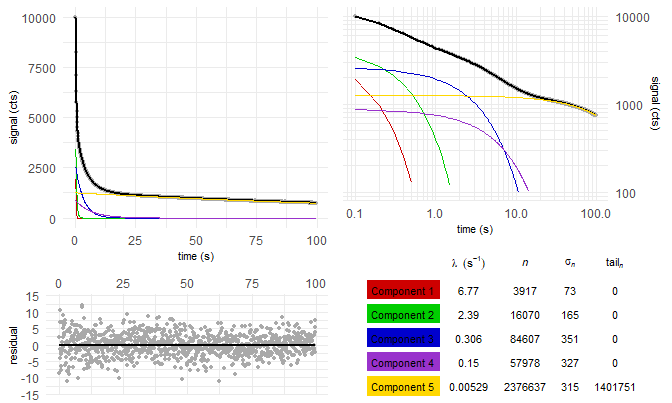 10000
7500
5000
2500
0
signal (cts)
0 25 50 75 100
time (s)
10000
1000
100
signal (cts)
0.1 1.0 10.0 100.0
time (s)
0 25 50 75 100
15
10
5
0
-5
-10
-15
residual
λ (s⁻¹) n σₙ tailₙ
Component 1 6.77 3917 73 0
Component 2 2.39 16070 165 0
Component 3 0.306 84607 351 0
Component 4 0.15 57978 327 0
Component 5 0.00529 2376637 315 1401751